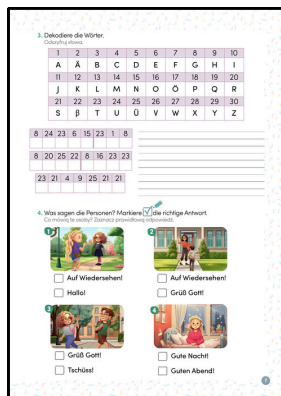 3. Dekodiere die Wörter.
Odszyfruj słowa.
1 2 3 4 5 6 7 8 9 10
A Ä B C D E F G H I
11 12 13 14 15 16 17 18 19 20
J K L M N O Ö P Q R
21 22 23 24 25 26 27 28 29 30
S β T U Ü V W X Y Z
8 24 23 6 15 23 1 8
8 20 25 22 8 16 23 23
23 21 4 9 25 21 21
4. Was sagen die Personen? Markiere die richtige Antwort.
Co mówią te osoby? Zaznacz prawidłową odpowiedź.
1 2
Auf Wiedersehen! Auf Wiedersehen!
Hallo! Grüß Gott!
3 4
Grüß Gott! Gute Nacht!
Tschüss! Guten Abend!
7